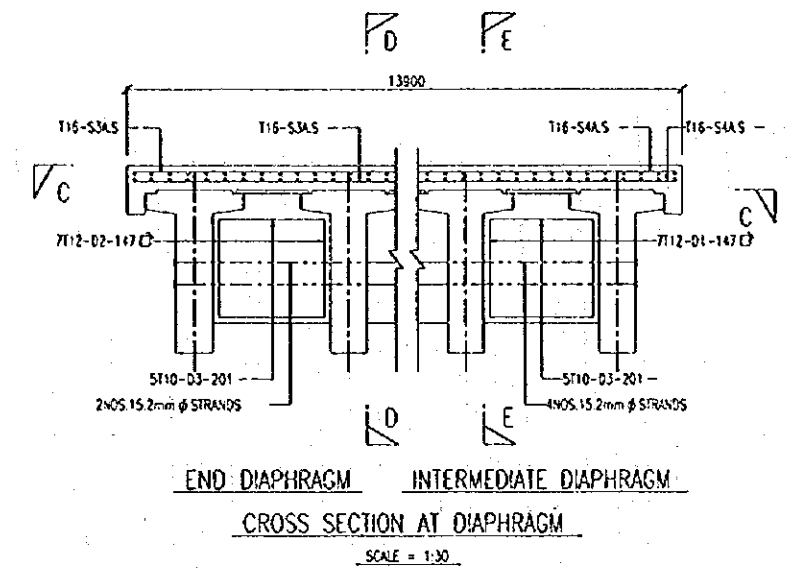 D E
13900
T16-S3A.S T16-S3A.S T16-S4A.S T16-S4A.S
C C
7T12-D2-147 7T12-D1-147
5T10-D3-201 5T10-D3-201
2NOS.15.2mm ϕ STRANDS 4NOS.15.2mm ϕ STRANDS
D E
END DIAPHRAGM INTERMEDIATE DIAPHRAGM
CROSS SECTION AT DIAPHRAGM
SCALE = 1:30